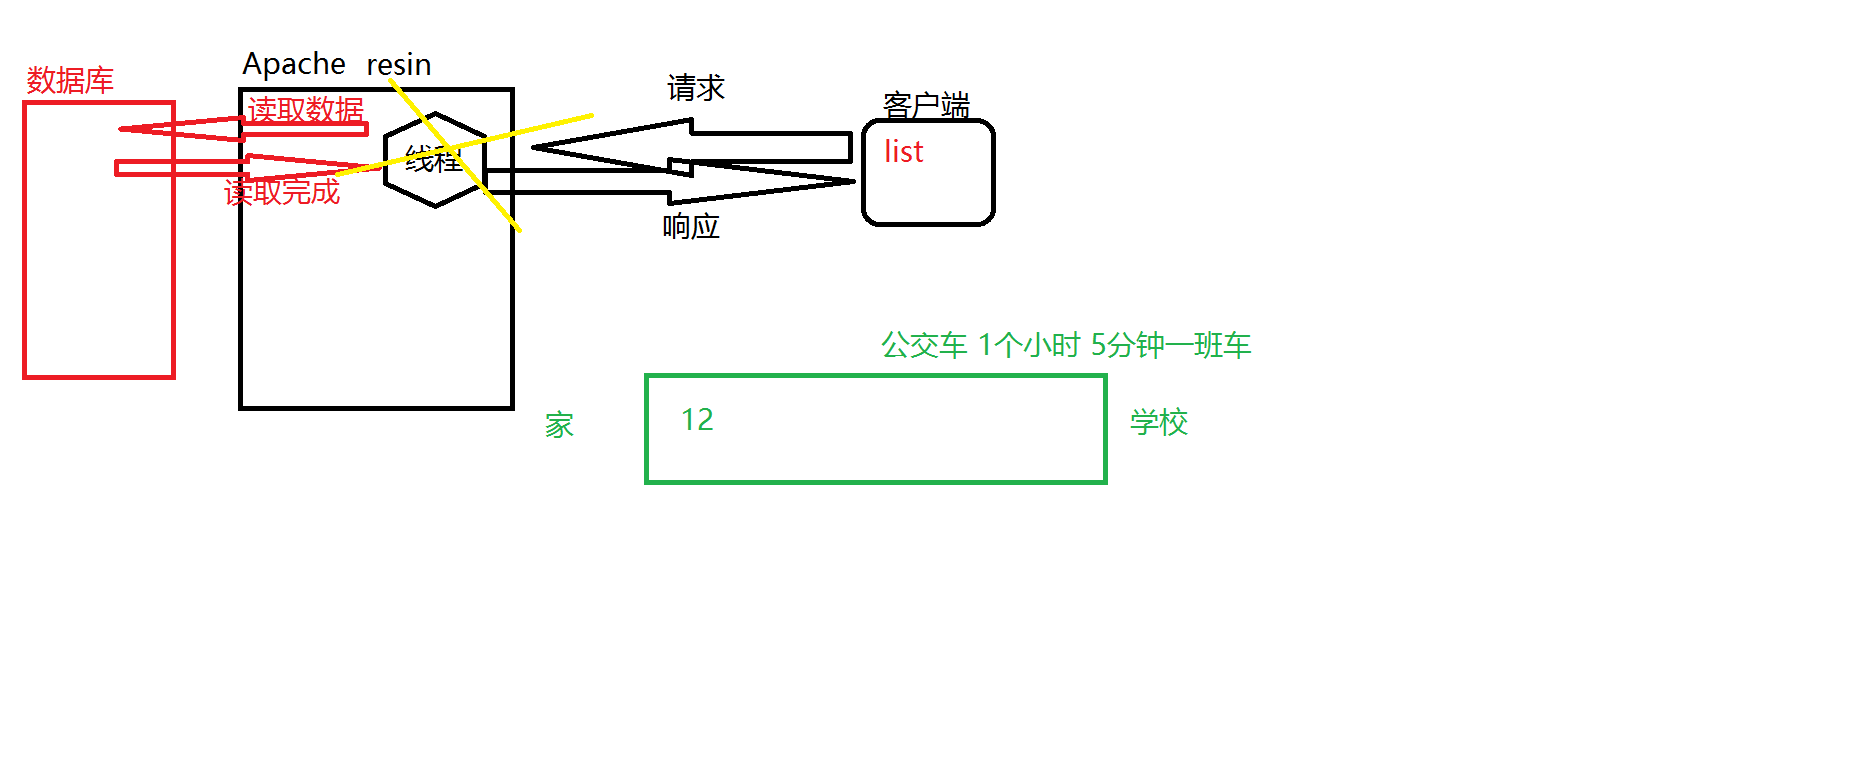 数据库
Apache resin
读取数据
读取完成
线程
请求
响应
客户端
list
公交车 1个小时 5分钟一班车
家
12
学校